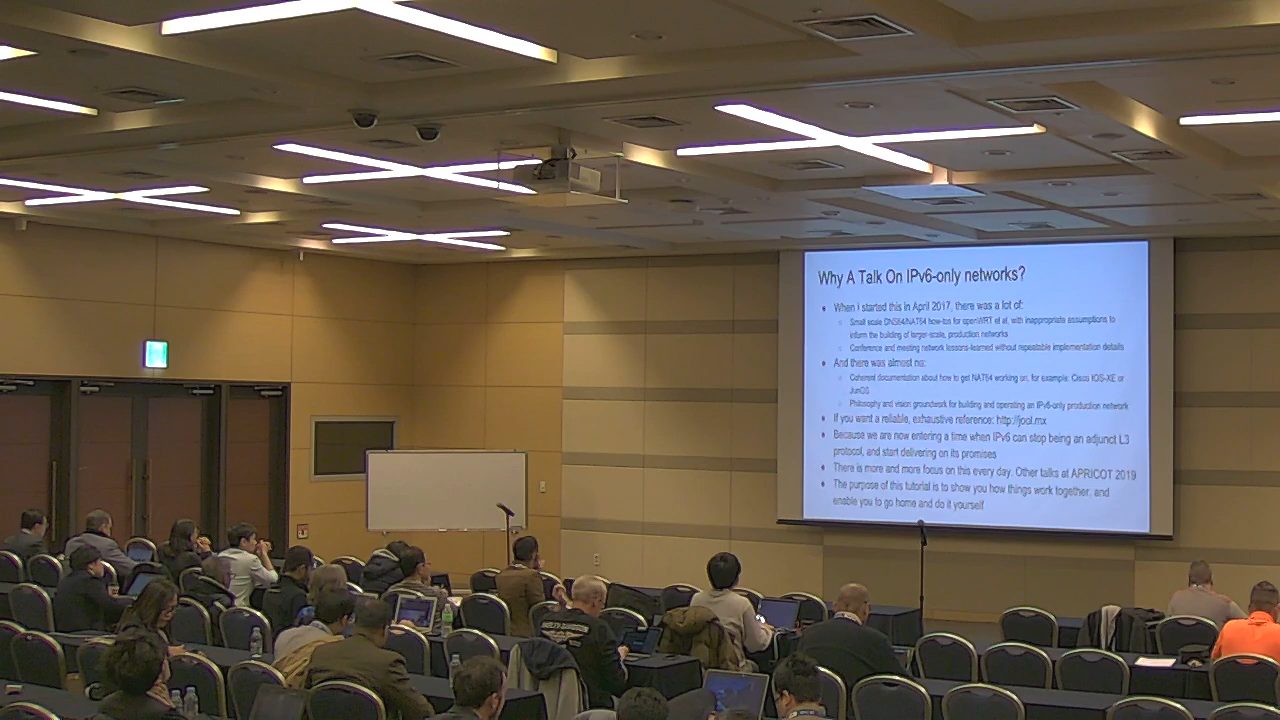 Why A Talk On IPv6-only networks?
When I started this in April 2017, there was a lot of:
Small scale DNS64/NAT64 how-tos for openWRT et al, with inappropriate assumptions to
inform the building of larger-scale, production networks
Conference and meeting network lessons-learned without repeatable implementation details
And there was almost no:
Coherent documentation about how to get NAT64 working on, for example, Cisco IOS-XE or
JunOS
Philosophy and vision groundwork for building and operating an IPv6-only production network
If you want a reliable, exhaustive reference: http://jool.mx
Because we are now entering a time when IPv6 can stop being an adjunct L3
protocol, and start delivering on its promises
There is more and more focus on this every day. Other talks at APRICOT 2019
The purpose of this tutorial is to show you how things work together, and
enable you to go home and do it yourself
HARLEY-DAVIDSON